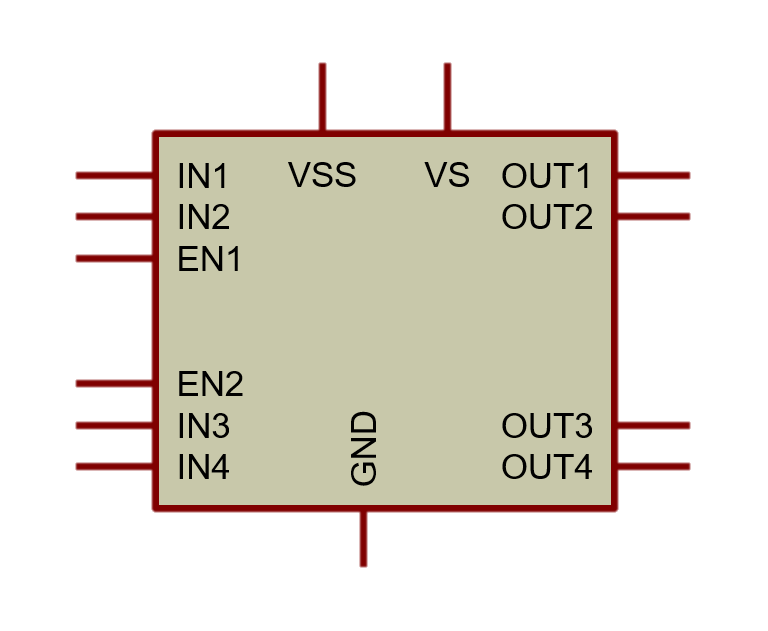 IN1 VSS VS OUT1
IN2 OUT2
EN1
EN2
IN3 OUT3
IN4 GND OUT4